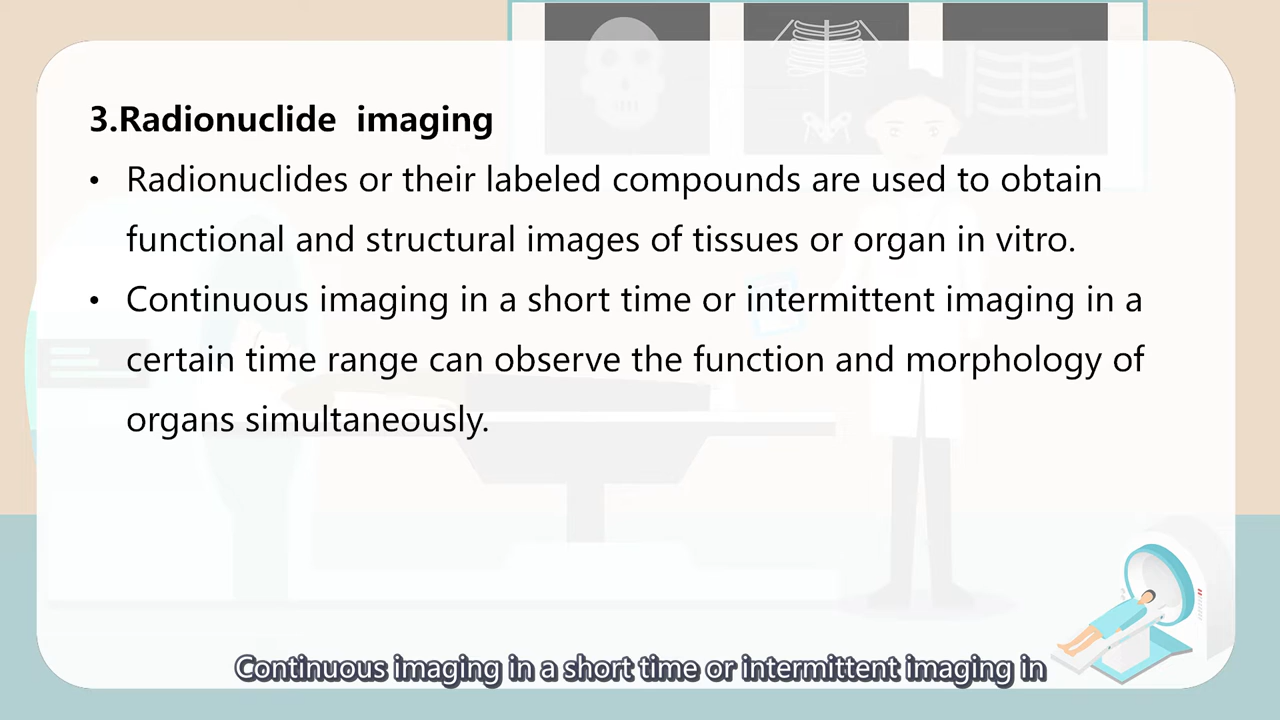 3.Radionuclide  imaging
• Radionuclides or their labeled compounds are used to obtain
functional and structural images of tissues or organ in vitro.
• Continuous imaging in a short time or intermittent imaging in a
certain time range can observe the function and morphology of
organs simultaneously.
Continuous imaging in a short time or intermittent imaging in